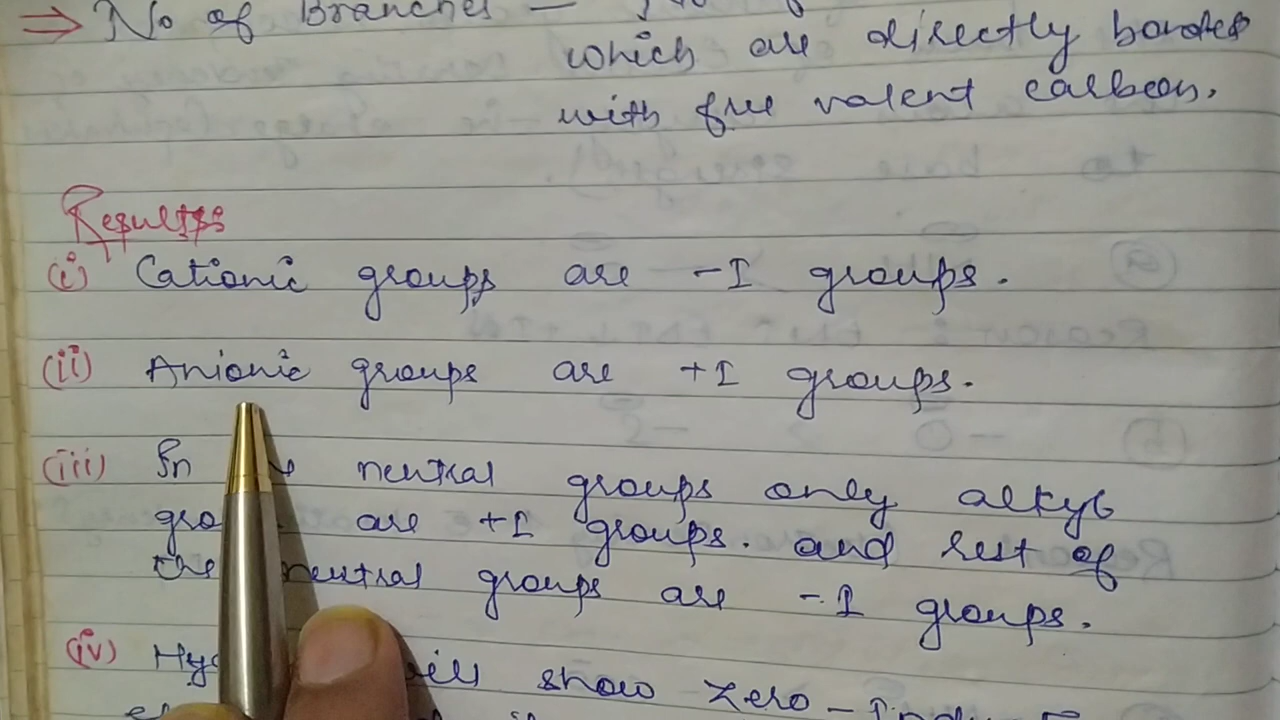 ⇒ No of Branches –
which are directly bonded
with free valent carbon.
Results
(i) Cationic groups are -I groups.
(ii) Anionic groups are +I groups.
(iii) In neutral groups only alkyl
are +I groups. and rest of
the neutral groups are -I groups.
(iv) show zero -